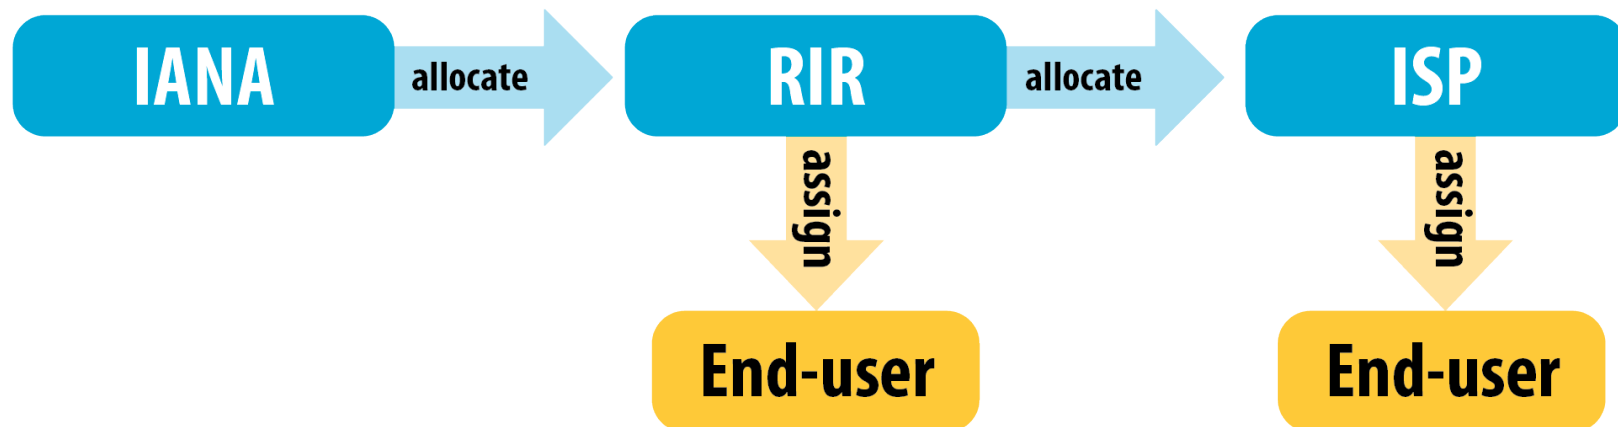 IANA
allocate
RIR
allocate
ISP
assign
assign
End-user
End-user